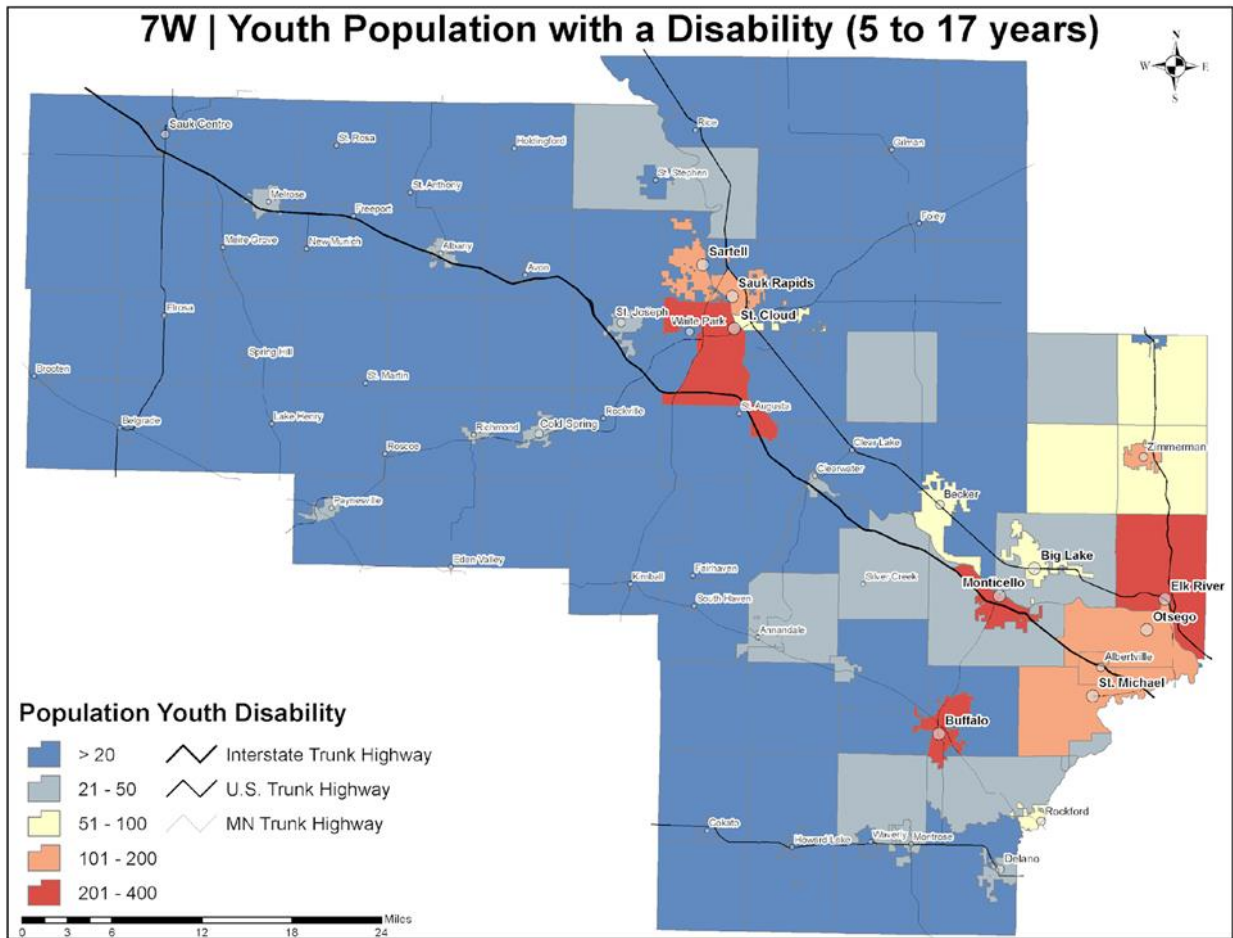 7W | Youth Population with a Disability (5 to 17 years)
N
W E
S
Rice
Sauk Centre
St. Rosa
Holdingford
Gilman
St. Stephen
St. Anthony
Melrose
Freeport
Foley
Meire Grove
New Munich
Albany
Sartell
Avon
Sauk Rapids
Elrosa
St. Joseph
Waite Park
St. Cloud
Spring Hill
Brooten
St. Martin
St. Augusta
Belgrade
Lake Henry
Rockville
Richmond
Cold Spring
Roscoe
Clear Lake
Zimmerman
Clearwater
Paynesville
Becker
Eden Valley
Big Lake
Kimball
Fairhaven
Silver Creek
Monticello
Elk River
South Haven
Otsego
Annandale
Albertville
St. Michael
Buffalo
Rockford
Cokato
Howard Lake
Waverly
Montrose
Delano
Population Youth Disability
> 20
Interstate Trunk Highway
21 - 50
U.S. Trunk Highway
51 - 100
MN Trunk Highway
101 - 200
201 - 400
Miles
0 3 6 12 18 24